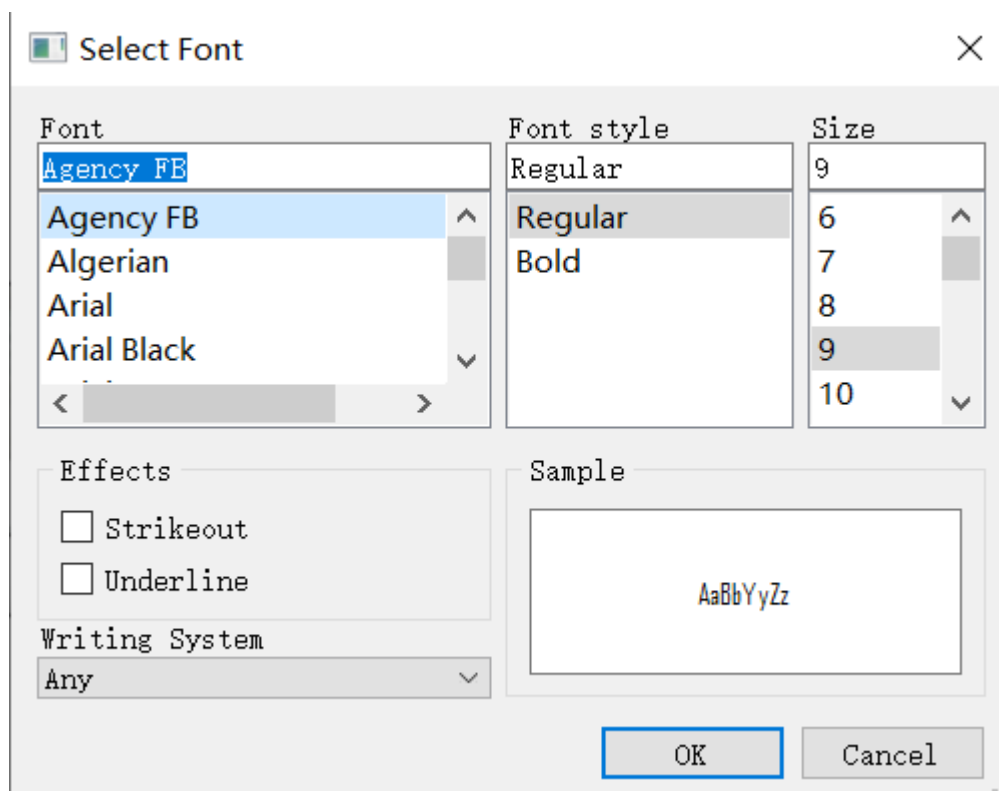 Select Font
Font
Font style
Size
Agency FB
Regular
9
Agency FB
Algerian
Arial
Arial Black
Regular
Bold
6
7
8
9
10
Effects
Strikeout
Underline
Writing System
Any
Sample
AaBbYyZz
OK
Cancel